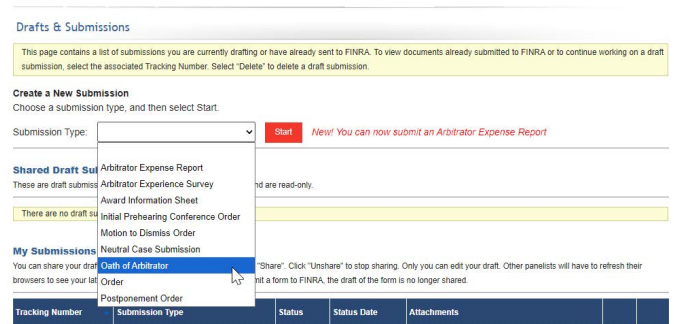 Drafts & Submissions
This page contains a list of submissions you are currently drafting or have already sent to FINRA. To view documents already submitted to FINRA or to continue working on a draft
submission, select the associated Tracking Number. Select "Delete" to delete a draft submission.
Create a New Submission
Choose a submission type, and then select Start.
Submission Type:
Start
New! You can now submit an Arbitrator Expense Report
Arbitrator Expense Report
Arbitrator Experience Survey
Award Information Sheet
Initial Prehearing Conference Order
Motion to Dismiss Order
Neutral Case Submission
Oath of Arbitrator
Order
Postponement Order
Shared Draft Su
These are draft submiss
nd are read-only.
There are no draft su
My Submissions
You can share your draf
"Share". Click "Unshare" to stop sharing. Only you can edit your draft. Other panelists will have to refresh their
browsers to see your lat
mit a form to FINRA, the draft of the form is no longer shared.
Tracking Number Submission Type Status Status Date Attachments